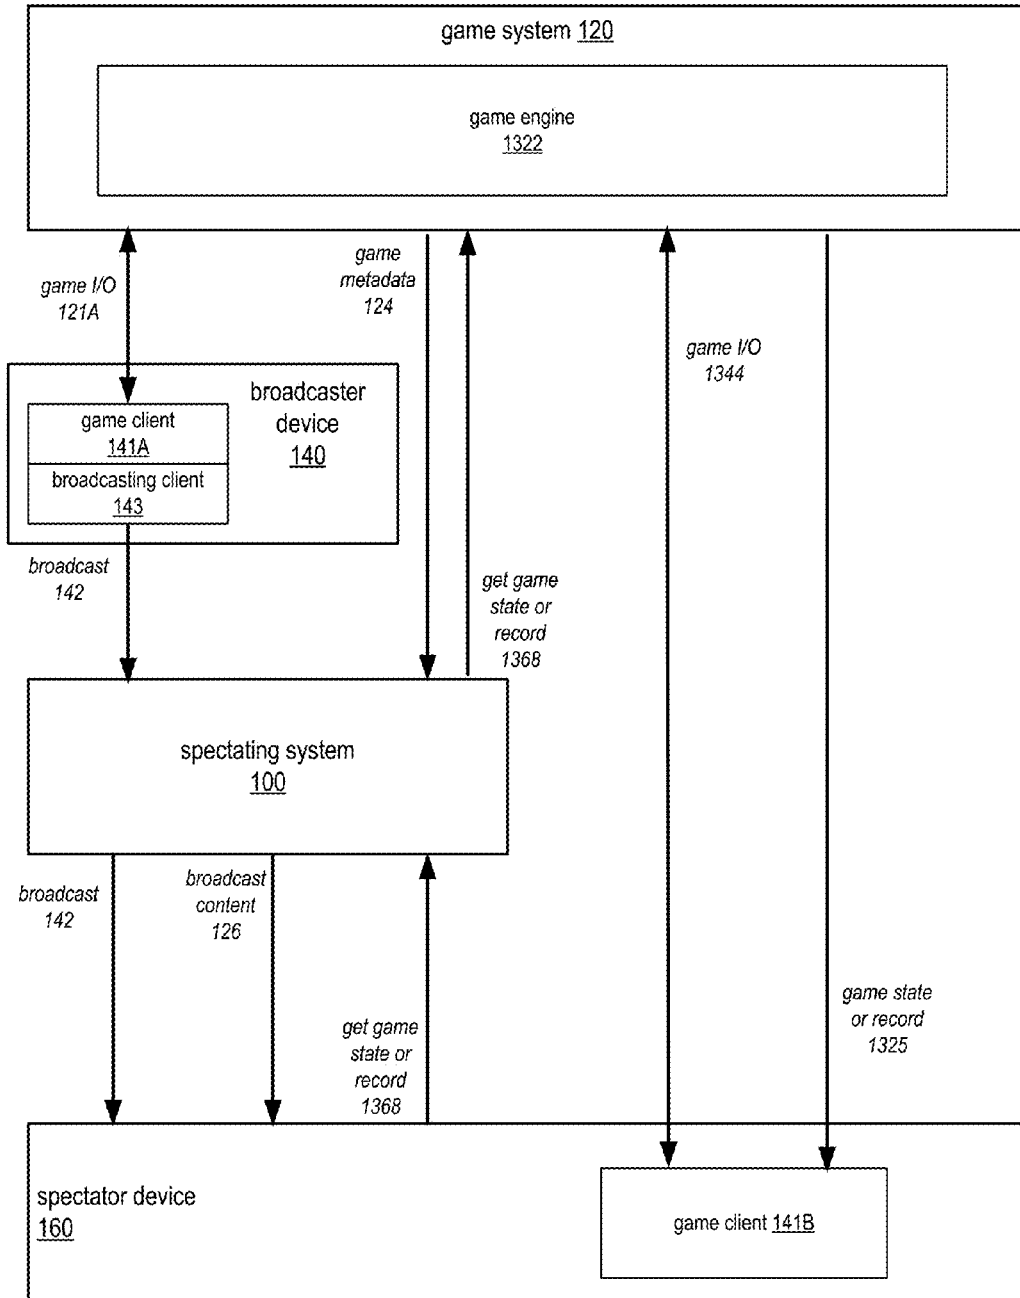 game system 120
game engine
1322
game I/O
121A
game
metadata
124
game I/O
1344
broadcaster
device
140
game client
141A
broadcasting client
143
broadcast
142
get game
state or
record
1368
spectating system
100
broadcast
142
broadcast
content
126
get game
state or
record
1368
game state
or record
1325
spectator device
160
game client 141B